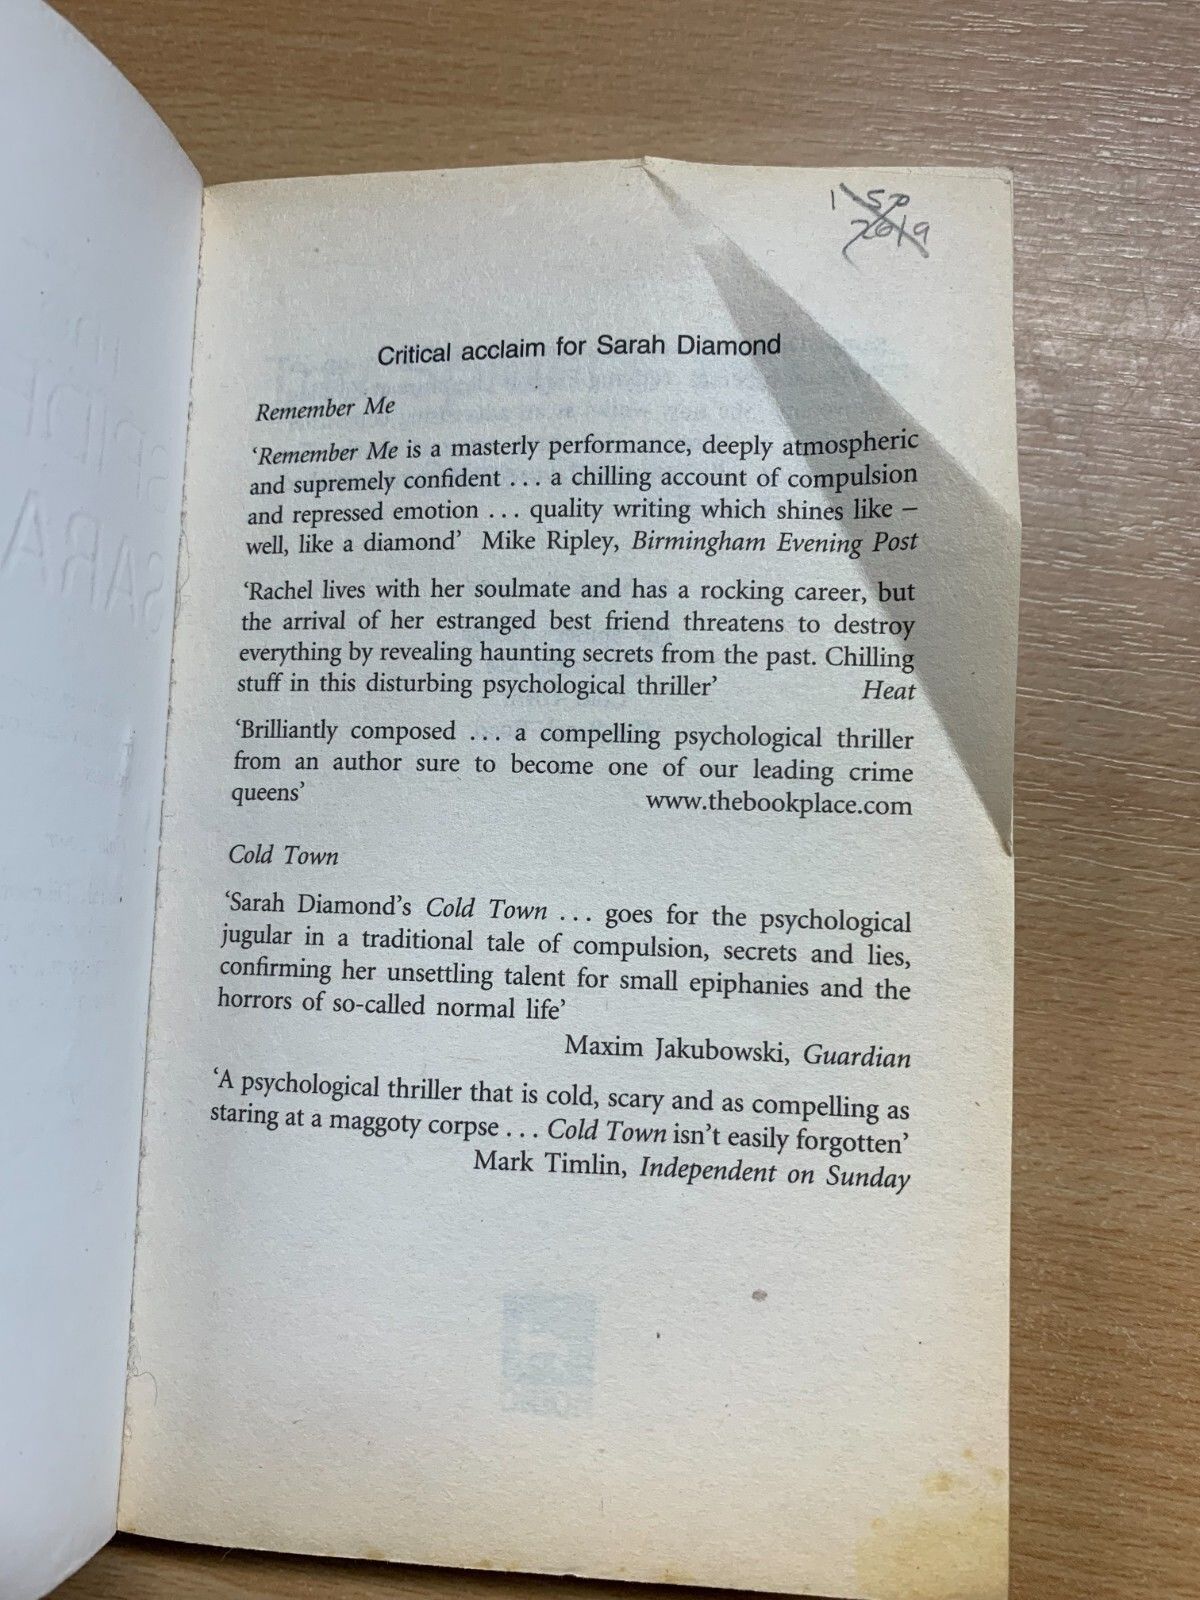 1 50
2019
Critical acclaim for Sarah Diamond
Remember Me
‘Remember Me is a masterly performance, deeply atmospheric
and supremely confident ... a chilling account of compulsion
and repressed emotion ... quality writing which shines like –
well, like a diamond’ Mike Ripley, Birmingham Evening Post
‘Rachel lives with her soulmate and has a rocking career, but
the arrival of her estranged best friend threatens to destroy
everything by revealing haunting secrets from the past. Chilling
stuff in this disturbing psychological thriller’ Heat
‘Brilliantly composed ... a compelling psychological thriller
from an author sure to become one of our leading crime
queens’ www.thebookplace.com
Cold Town
‘Sarah Diamond’s Cold Town ... goes for the psychological
jugular in a traditional tale of compulsion, secrets and lies,
confirming her unsettling talent for small epiphanies and the
horrors of so-called normal life’
Maxim Jakubowski, Guardian
‘A psychological thriller that is cold, scary and as compelling as
staring at a maggoty corpse ... Cold Town isn’t easily forgotten’
Mark Timlin, Independent on Sunday